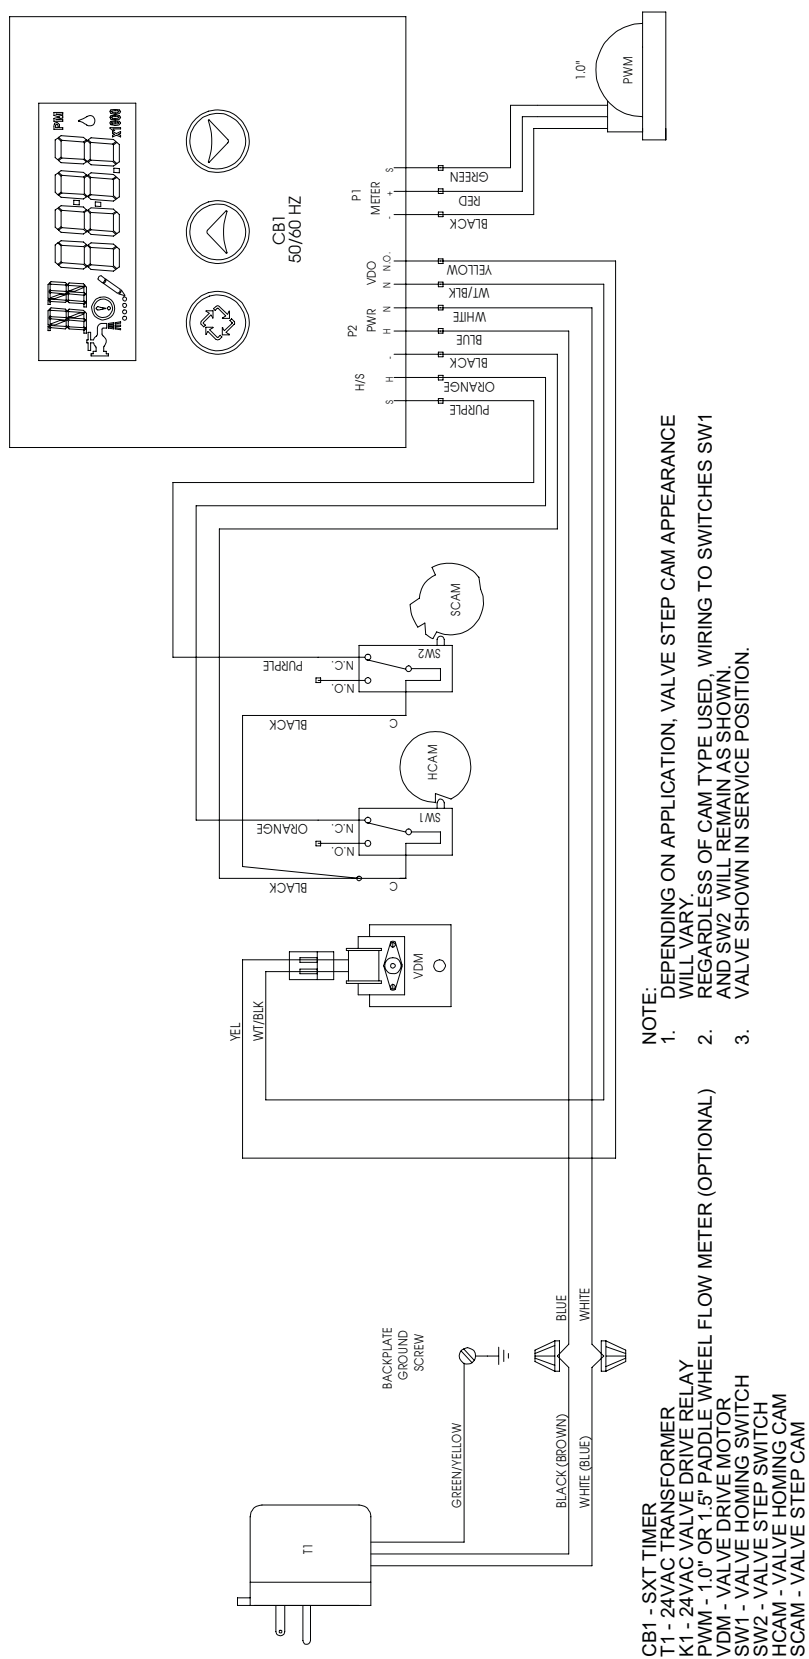 PM
x1000
CB1
50/60 HZ
P1
METER
- + S
P2
H/S
PWR
VDO
S H - H N N N.O.
PURPLE
ORANGE
BLACK
BLUE
WHITE
WT/BLK
YELLOW
BLACK
RED
GREEN
1.0"
PWM
T1
GREEN/YELLOW
BACKPLATE
GROUND
SCREW
BLACK (BROWN)
WHITE (BLUE)
BLUE
WHITE
YEL
WT/BLK
VDM
BLACK
ORANGE
N.O.
N.C.
C
SW1
HCAM
BLACK
PURPLE
N.O.
N.C.
C
SW2
SCAM
CB1 - SXT TIMER
T1 - 24VAC TRANSFORMER
K1 - 24VAC VALVE DRIVE RELAY
PWM - 1.0" OR 1.5" PADDLE WHEEL FLOW METER (OPTIONAL)
VDM - VALVE DRIVE MOTOR
SW1 - VALVE HOMING SWITCH
SW2 - VALVE STEP SWITCH
HCAM - VALVE HOMING CAM
SCAM - VALVE STEP CAM
NOTE:
1. DEPENDING ON APPLICATION, VALVE STEP CAM APPEARANCE
WILL VARY.
2. REGARDLESS OF CAM TYPE USED, WIRING TO SWITCHES SW1
AND SW2 WILL REMAIN AS SHOWN.
3. VALVE SHOWN IN SERVICE POSITION.